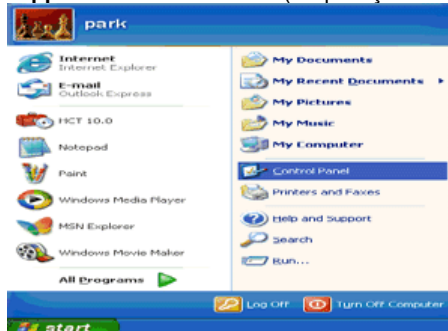 park
Internet
Internet Explorer
E-mail
Outlook Express
HCT 10.0
Notepad
Paint
Windows Media Player
MSN Explorer
Windows Movie Maker
All Programs
My Documents
My Recent Documents
My Pictures
My Music
My Computer
Control Panel
Printers and Faxes
Help and Support
Search
Run...
Log Off
Turn Off Computer
start